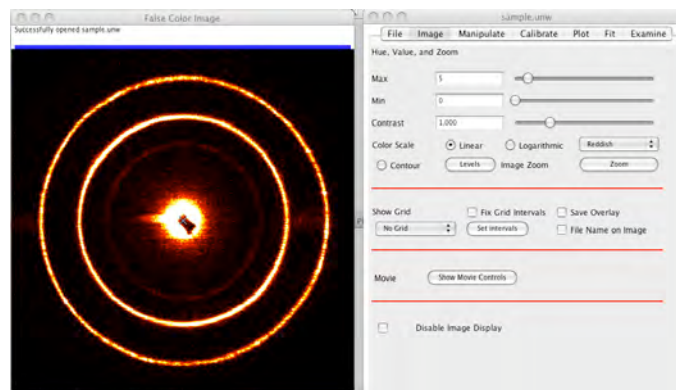 False Color Image
Successfully opened sample.unw
sample.unw
File Image Manipulate Calibrate Plot Fit Examine
Hue, Value, and Zoom
Max 5
Min 0
Contrast 1.000
Color Scale Linear Logarithmic Reddish
Contour Levels Image Zoom Zoom
Show Grid Fix Grid Intervals Save Overlay
No Grid Set Intervals File Name on Image
Movie Show Movie Controls
Disable Image Display